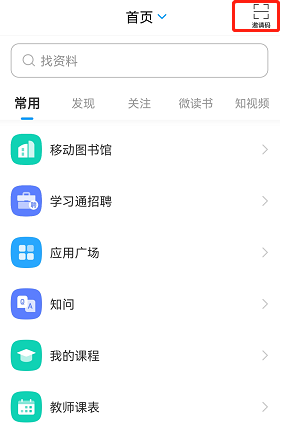 首页
邀请码
找资料
常用 发现 关注 微读书 知视频
移动图书馆
学习通招聘
应用广场
知问
我的课程
教师课表